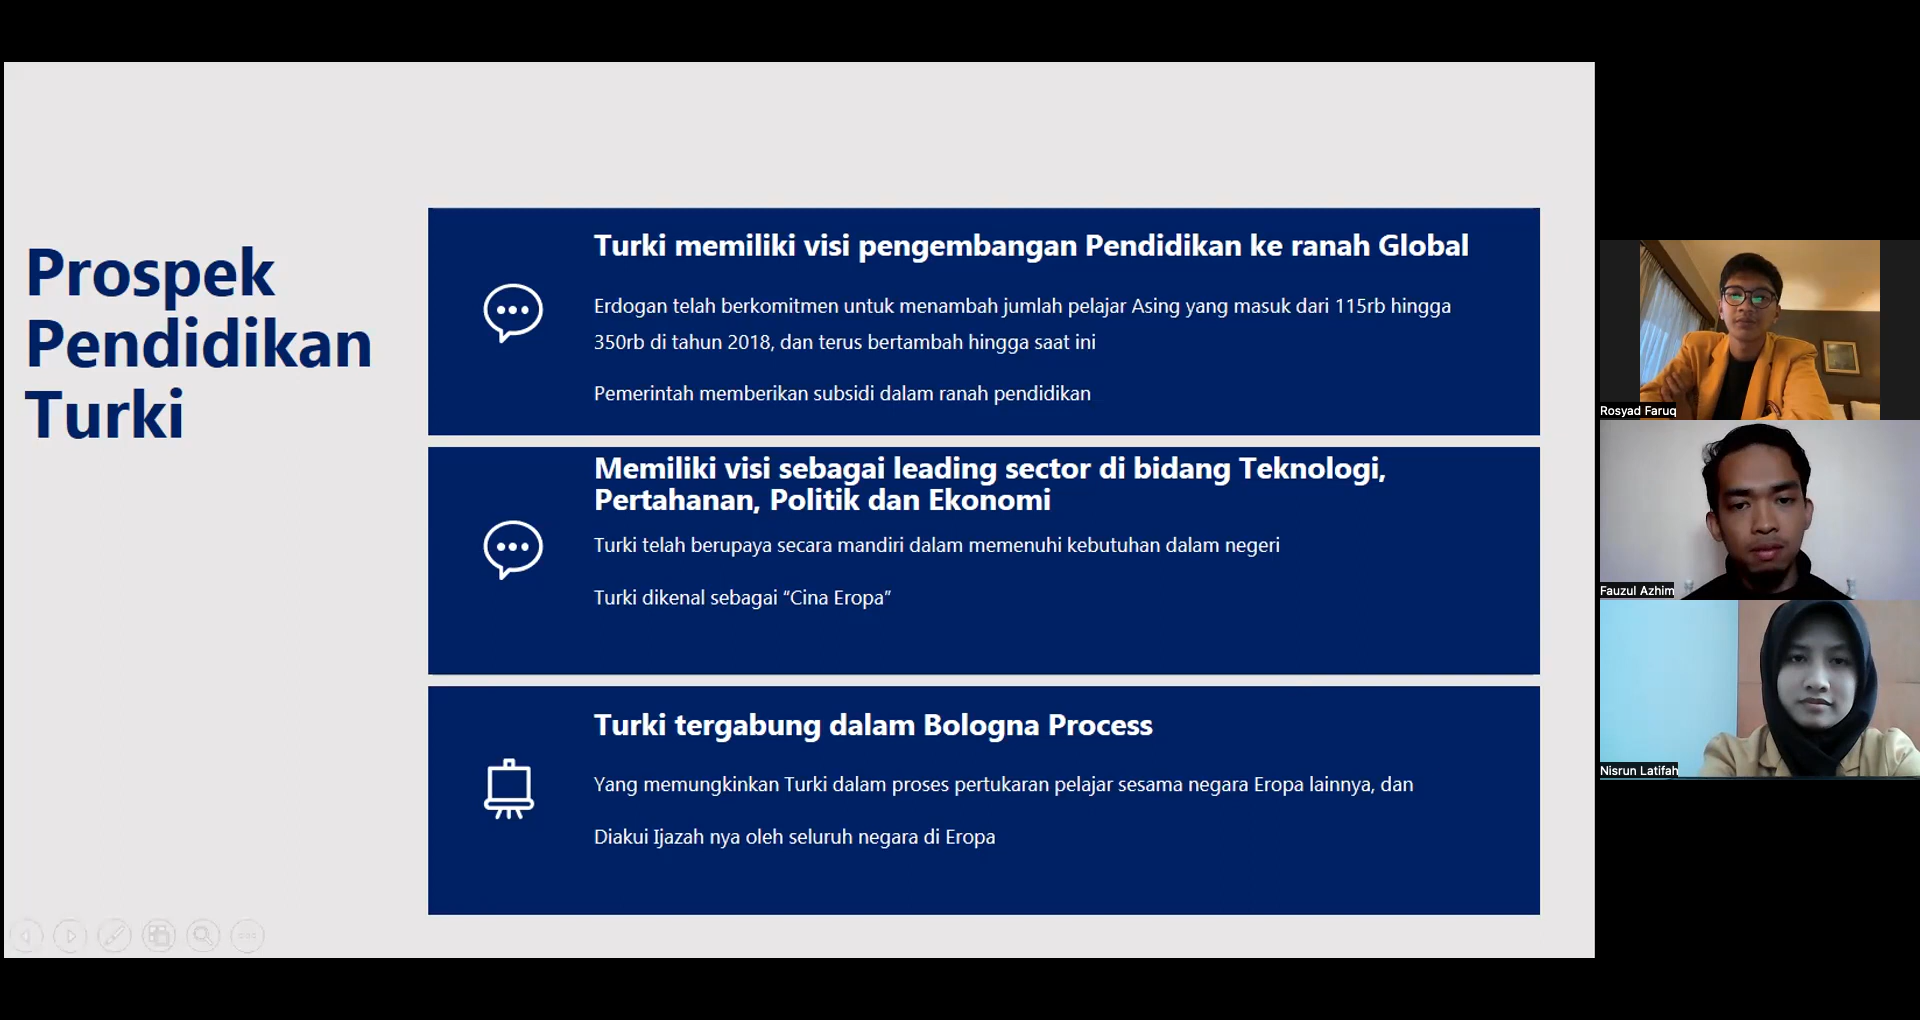 Prospek
Pendidikan
Turki
Turki memiliki visi pengembangan Pendidikan ke ranah Global
Erdogan telah berkomitmen untuk menambah jumlah pelajar Asing yang masuk dari 115rb hingga
350rb di tahun 2018, dan terus bertambah hingga saat ini
Pemerintah memberikan subsidi dalam ranah pendidikan
Memiliki visi sebagai leading sector di bidang Teknologi,
Pertahanan, Politik dan Ekonomi
Turki telah berupaya secara mandiri dalam memenuhi kebutuhan dalam negeri
Turki dikenal sebagai “Cina Eropa”
Turki tergabung dalam Bologna Process
Yang memungkinkan Turki dalam proses pertukaran pelajar sesama negara Eropa lainnya, dan
Diakui Ijazah nya oleh seluruh negara di Eropa
Rosyad Faruq
Fauzul Azhim
Nisrun Latifah